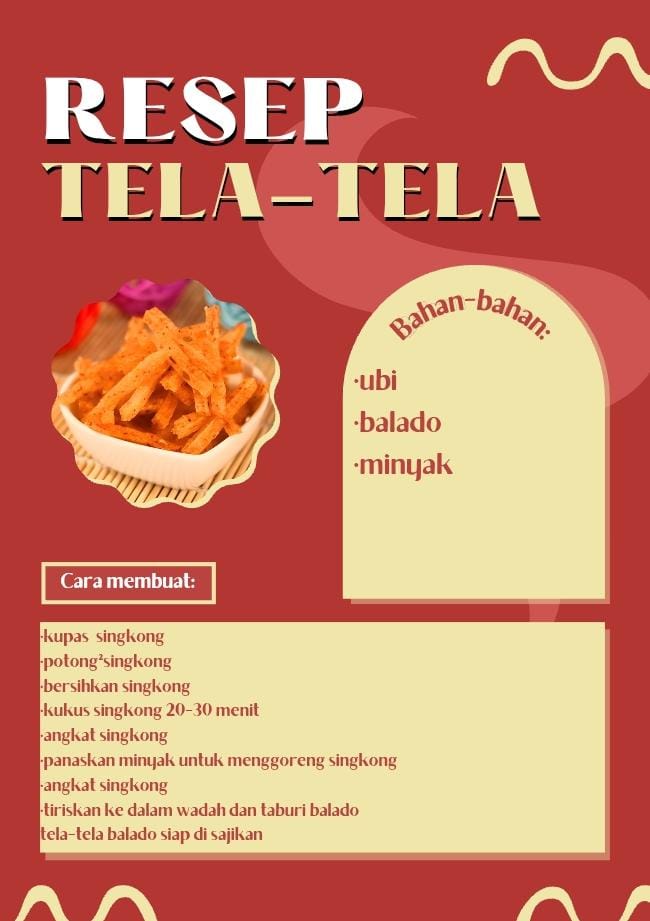 RESEP
TELA-TELA
Bahan-bahan:
·ubi
·balado
·minyak
Cara membuat:
·kupas singkong
·potong²singkong
·bersihkan singkong
·kukus singkong 20-30 menit
·angkat singkong
·panaskan minyak untuk menggoreng singkong
·angkat singkong
·tiriskan ke dalam wadah dan taburi balado
tela-tela balado siap di sajikan